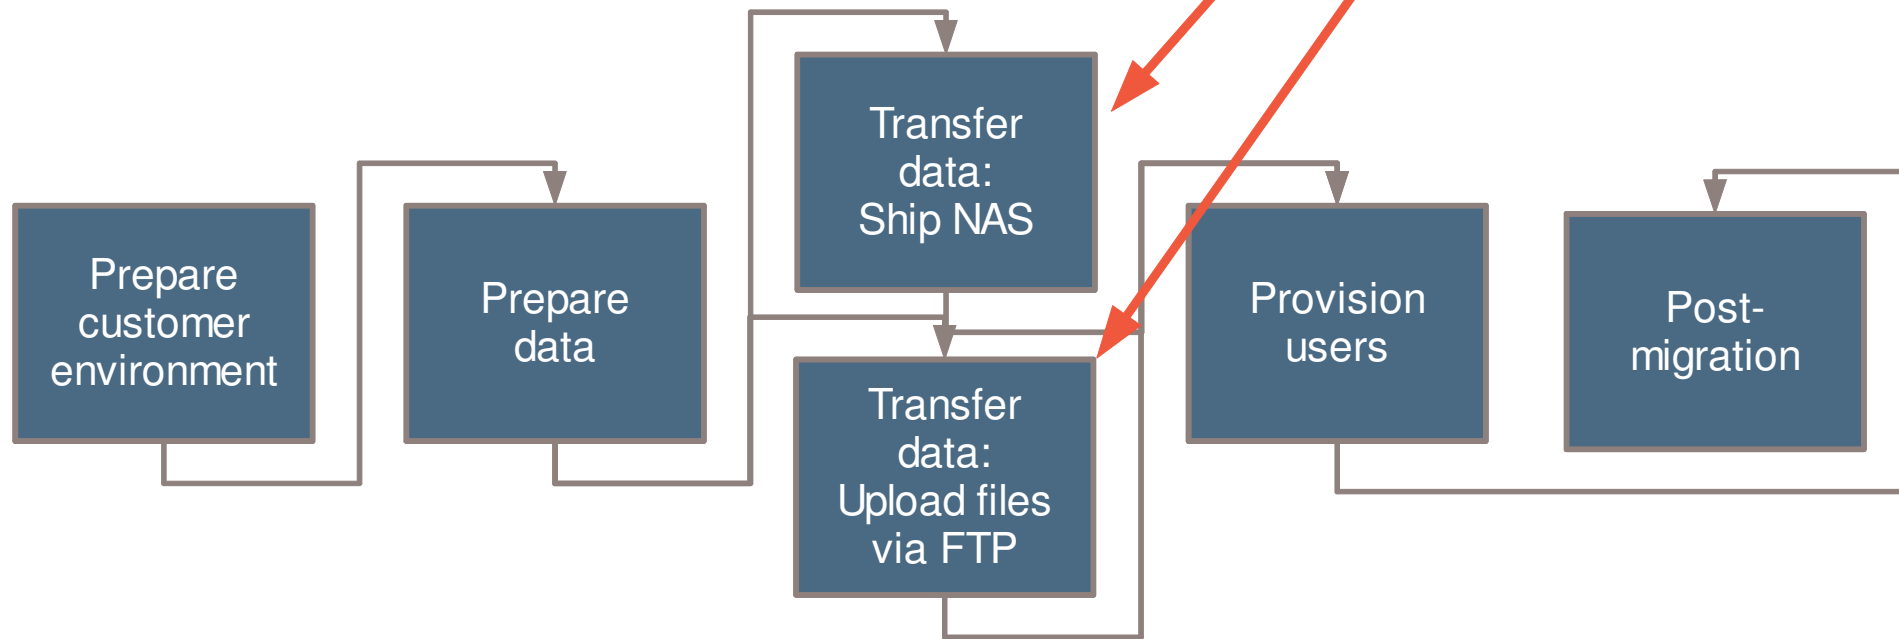 Prepare
customer
environment
Prepare
data
Transfer
data:
Ship NAS
Transfer
data:
Upload files
via FTP
Provision
users
Post-
migration